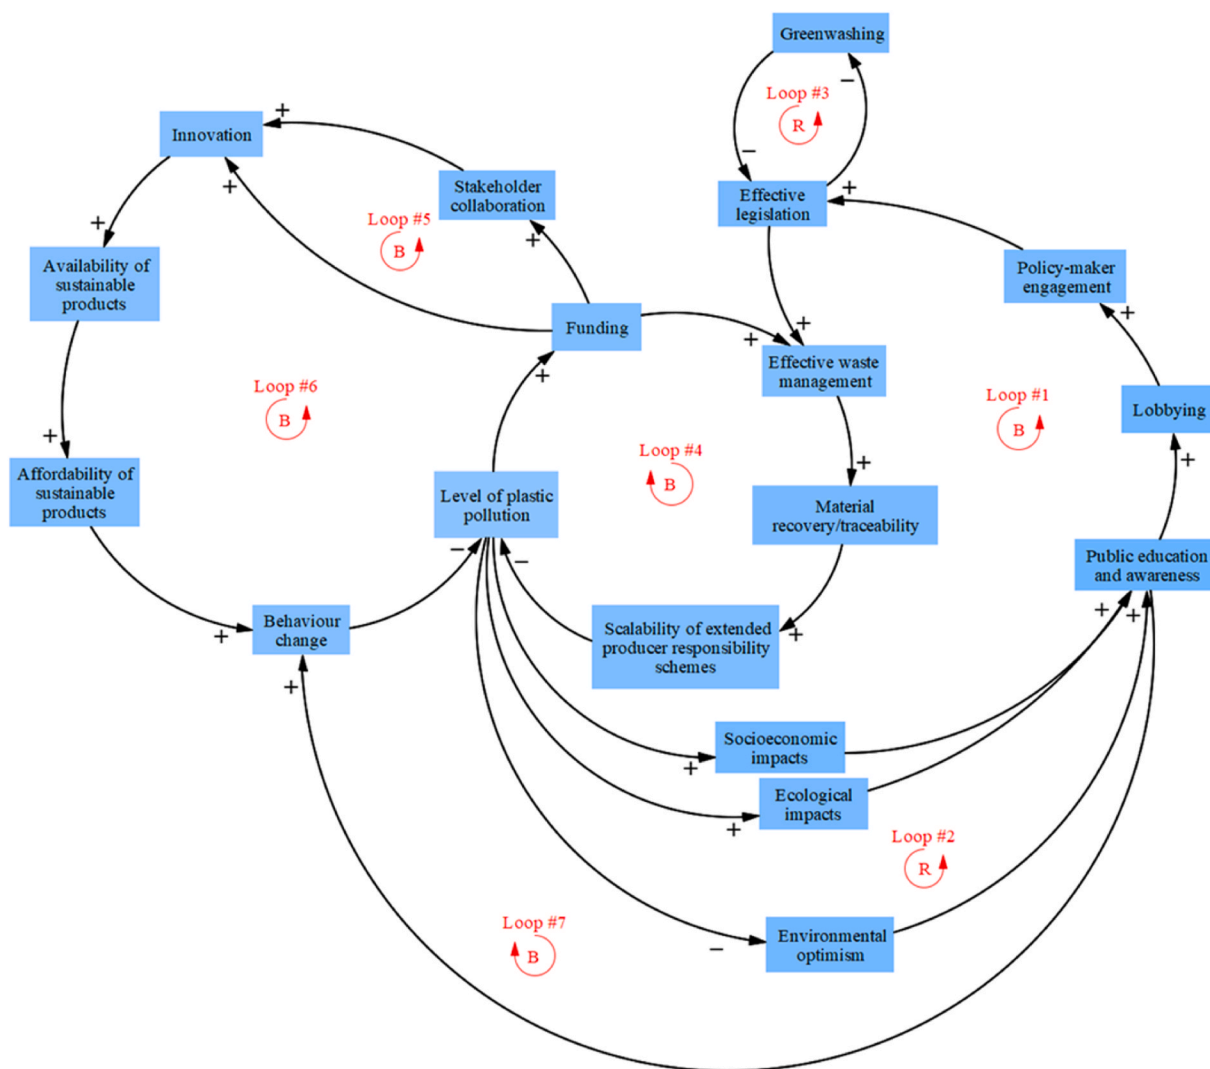 Greenwashing
Loop #3
R
−
−
+
Innovation
+
Stakeholder
collaboration
Effective
legislation
+
+
+
Loop #5
B
+
Availability of
sustainable
products
Policy-maker
engagement
+
Funding
+
+
+
Effective waste
management
Loop #6
B
Loop #1
B
Lobbying
+
+
Affordability of
sustainable
products
Level of plastic
pollution
Loop #4
B
+
Material
recovery/traceability
−
−
Public education
and awareness
+
+
+
Behaviour
change
+
Scalability of extended
producer responsibility
schemes
+
+
Socioeconomic
impacts
+
Ecological
impacts
+
Loop #2
R
Environmental
optimism
−
Loop #7
B